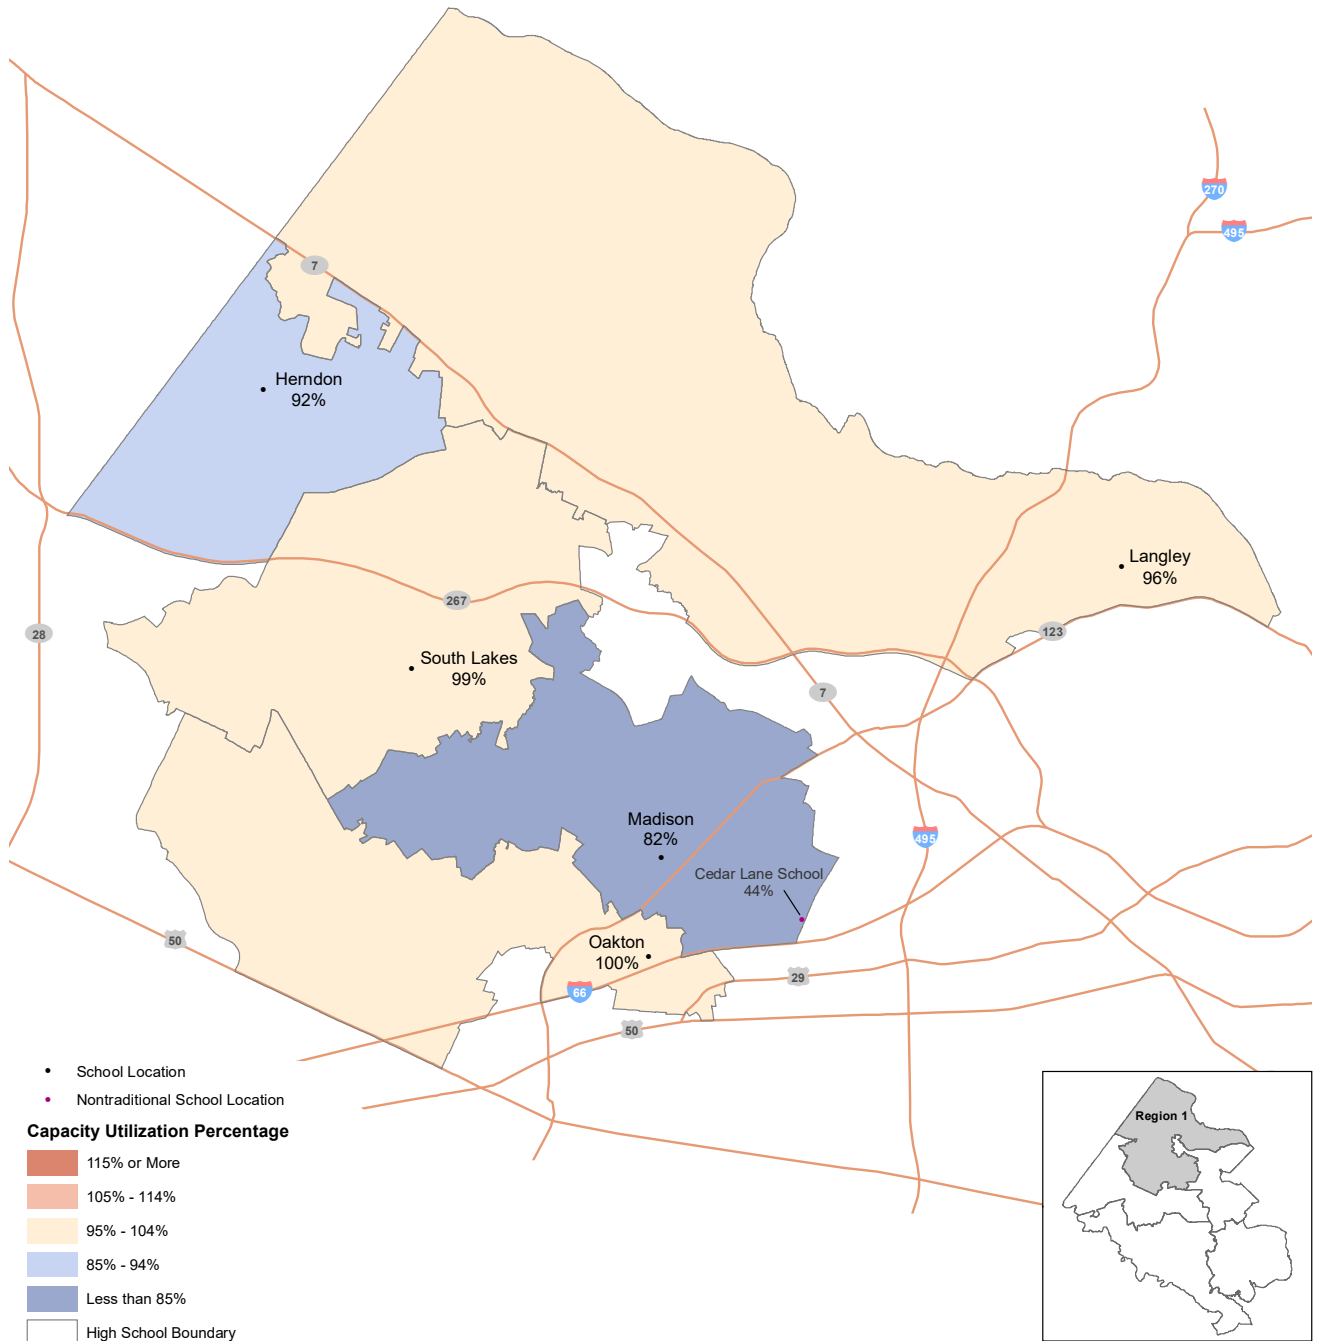 270
495
7
Herndon
92%
Langley
96%
267
123
28
South Lakes
99%
7
Madison
82%
495
Cedar Lane School
44%
50
Oakton
100%
29
66
50
School Location
Nontraditional School Location
Capacity Utilization Percentage
115% or More
105% - 114%
95% - 104%
85% - 94%
Less than 85%
High School Boundary
Region 1